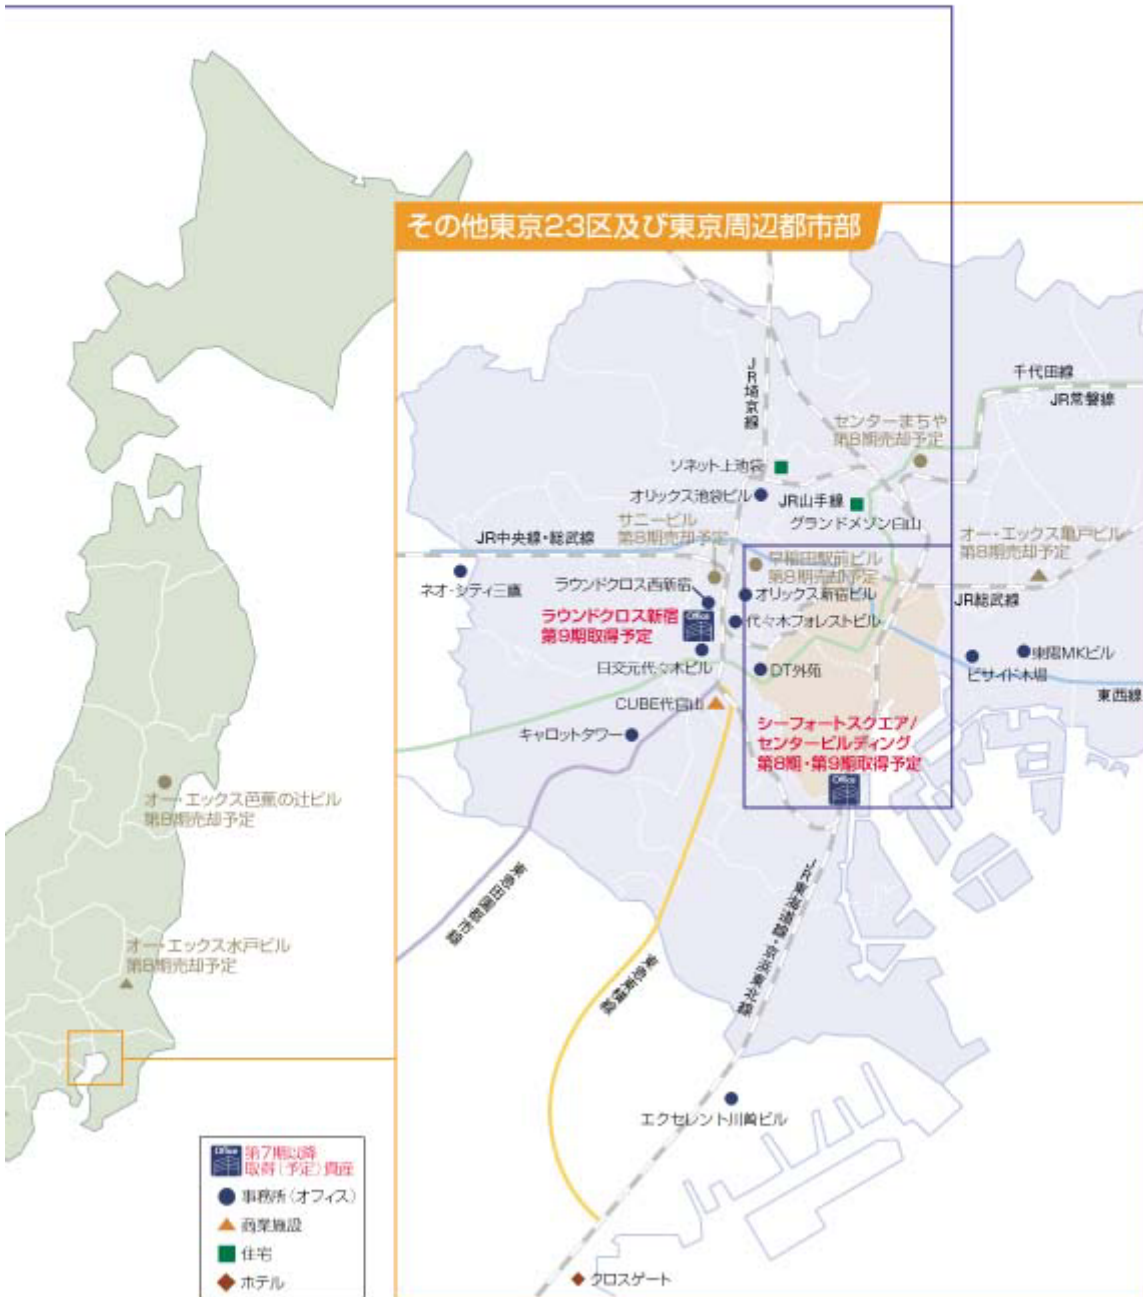 その他東京23区及び東京周辺都市部
JR埼京線
千代田線
JR常磐線
センターまちや
第8期売却予定
ソネット上池袋
オリックス池袋ビル
JR山手線
グランドメゾン白山
サニービル
第8期売却予定
JR中央線・総武線
早稲田駅前ビル
第8期売却予定
オー・エックス亀戸ビル
第8期売却予定
ネオ・シティ三鷹
ラウンドクロス西新宿
オリックス新宿ビル
JR総武線
ラウンドクロス新宿
第9期取得予定
Office
代々木フォレストビル
日交元代々木ビル
DT外苑
ビサイド木場
東陽MKビル
東西線
CUBE代官山
キャロットタワー
シーフォートスクエア/
センタービルディング
第8期・第9期取得予定
Office
オー・エックス芭蕉の辻ビル
第8期売却予定
東急田園都市線
東急東横線
JR東海道線・京浜東北線
オー・エックス水戸ビル
第8期売却予定
エクセレント川崎ビル
クロスゲート
Office
第7期以降
取得(予定)資産
事務所(オフィス)
商業施設
住宅
ホテル